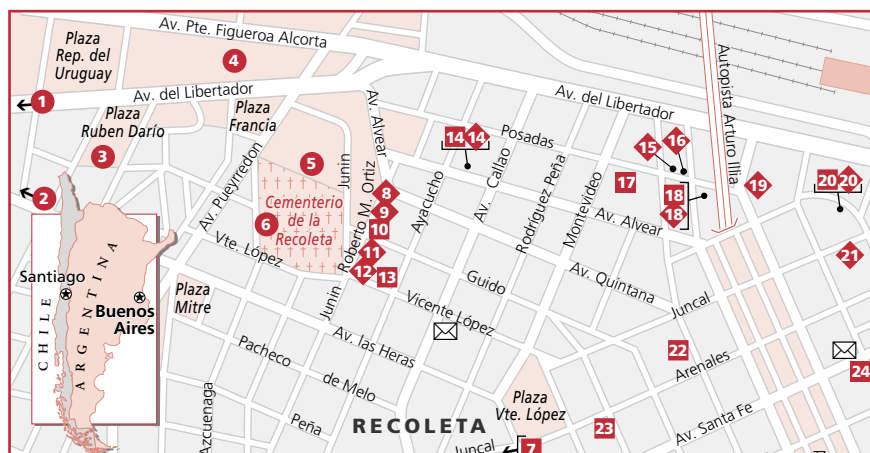 Plaza
Rep. del
Uruguay
Av. Pte. Figueroa Alcorta
4
1
Av. del Libertador
Plaza
Ruben Darío
Plaza
Francia
3
2
5
6
Cementerio
de la
Recoleta
Av. Pueyrredon
Junin
Roberto M. Ortiz
Av. Alvear
Vte. López
8
9
10
11
12
13
Ayacucho
14 14
Posadas
Av. Callao
Rodríguez Peña
Montevideo
Av. del Libertador
Autopista Arturo Illia
15
16
17
18
18
19
20 20
21
Av. Alvear
Av. Quintana
Guido
Vicente López
Juncal
Arenales
22
24
23
Av. Santa Fe
Plaza
Vte. López
Juncal
7
Plaza
Mitre
Junin
Av. las Heras
Pacheco
de Melo
Peña
Azcuenaga
RECOLETA
Santiago
Buenos
Aires
CHILE
ARGENTINA